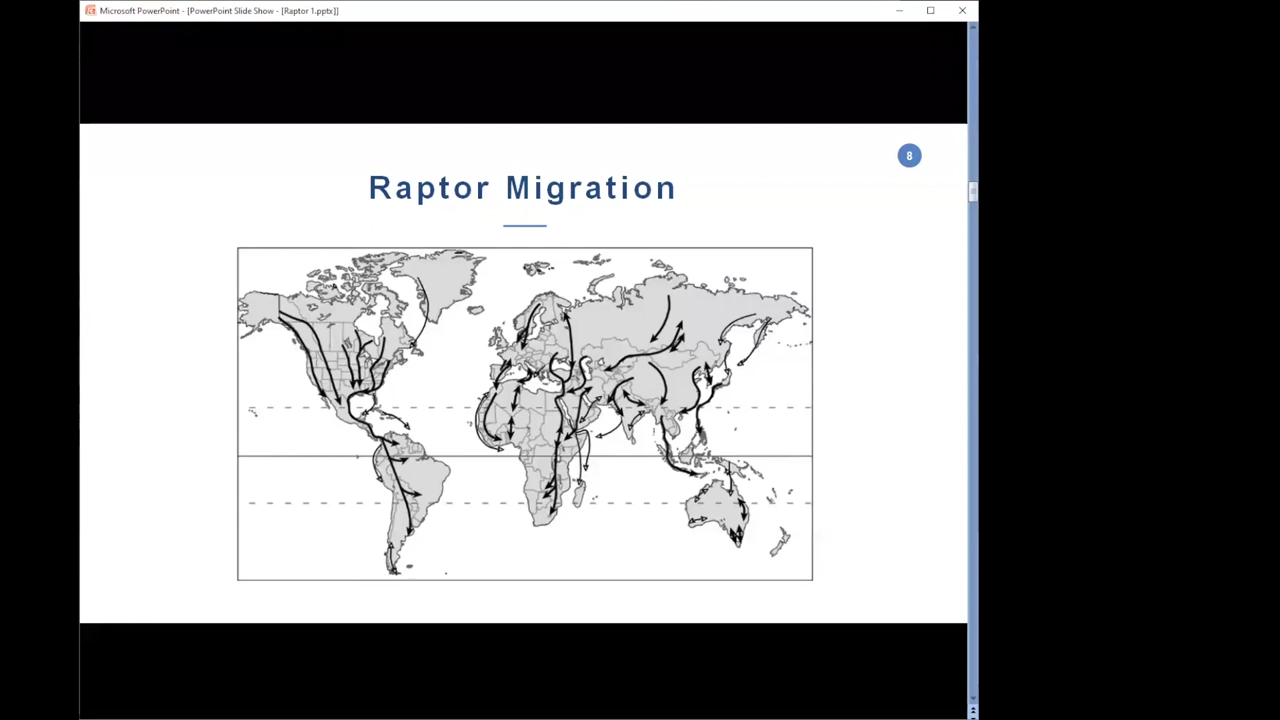 Microsoft PowerPoint - [PowerPoint Slide Show - [Raptor 1.pptx]]
8
Raptor Migration